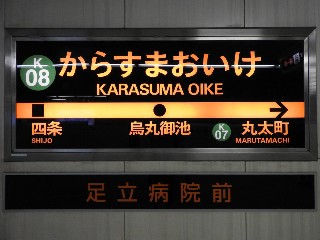 K
08
からすまおいけ
KARASUMA OIKE
四条
SHIJO
烏丸御池
K
07
丸太町
MARUTAMACHI
足立病院前